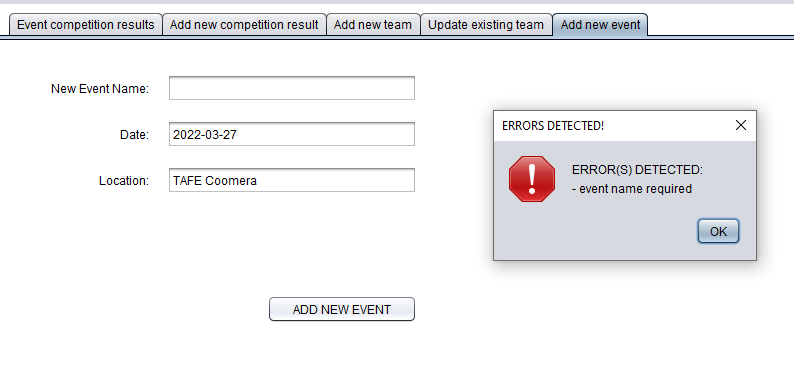 Event competition results Add new competition result Add new team Update existing team Add new event
New Event Name:
Date: 2022-03-27
Location: TAFE Coomera
ADD NEW EVENT
ERRORS DETECTED!
ERROR(S) DETECTED:
- event name required
OK